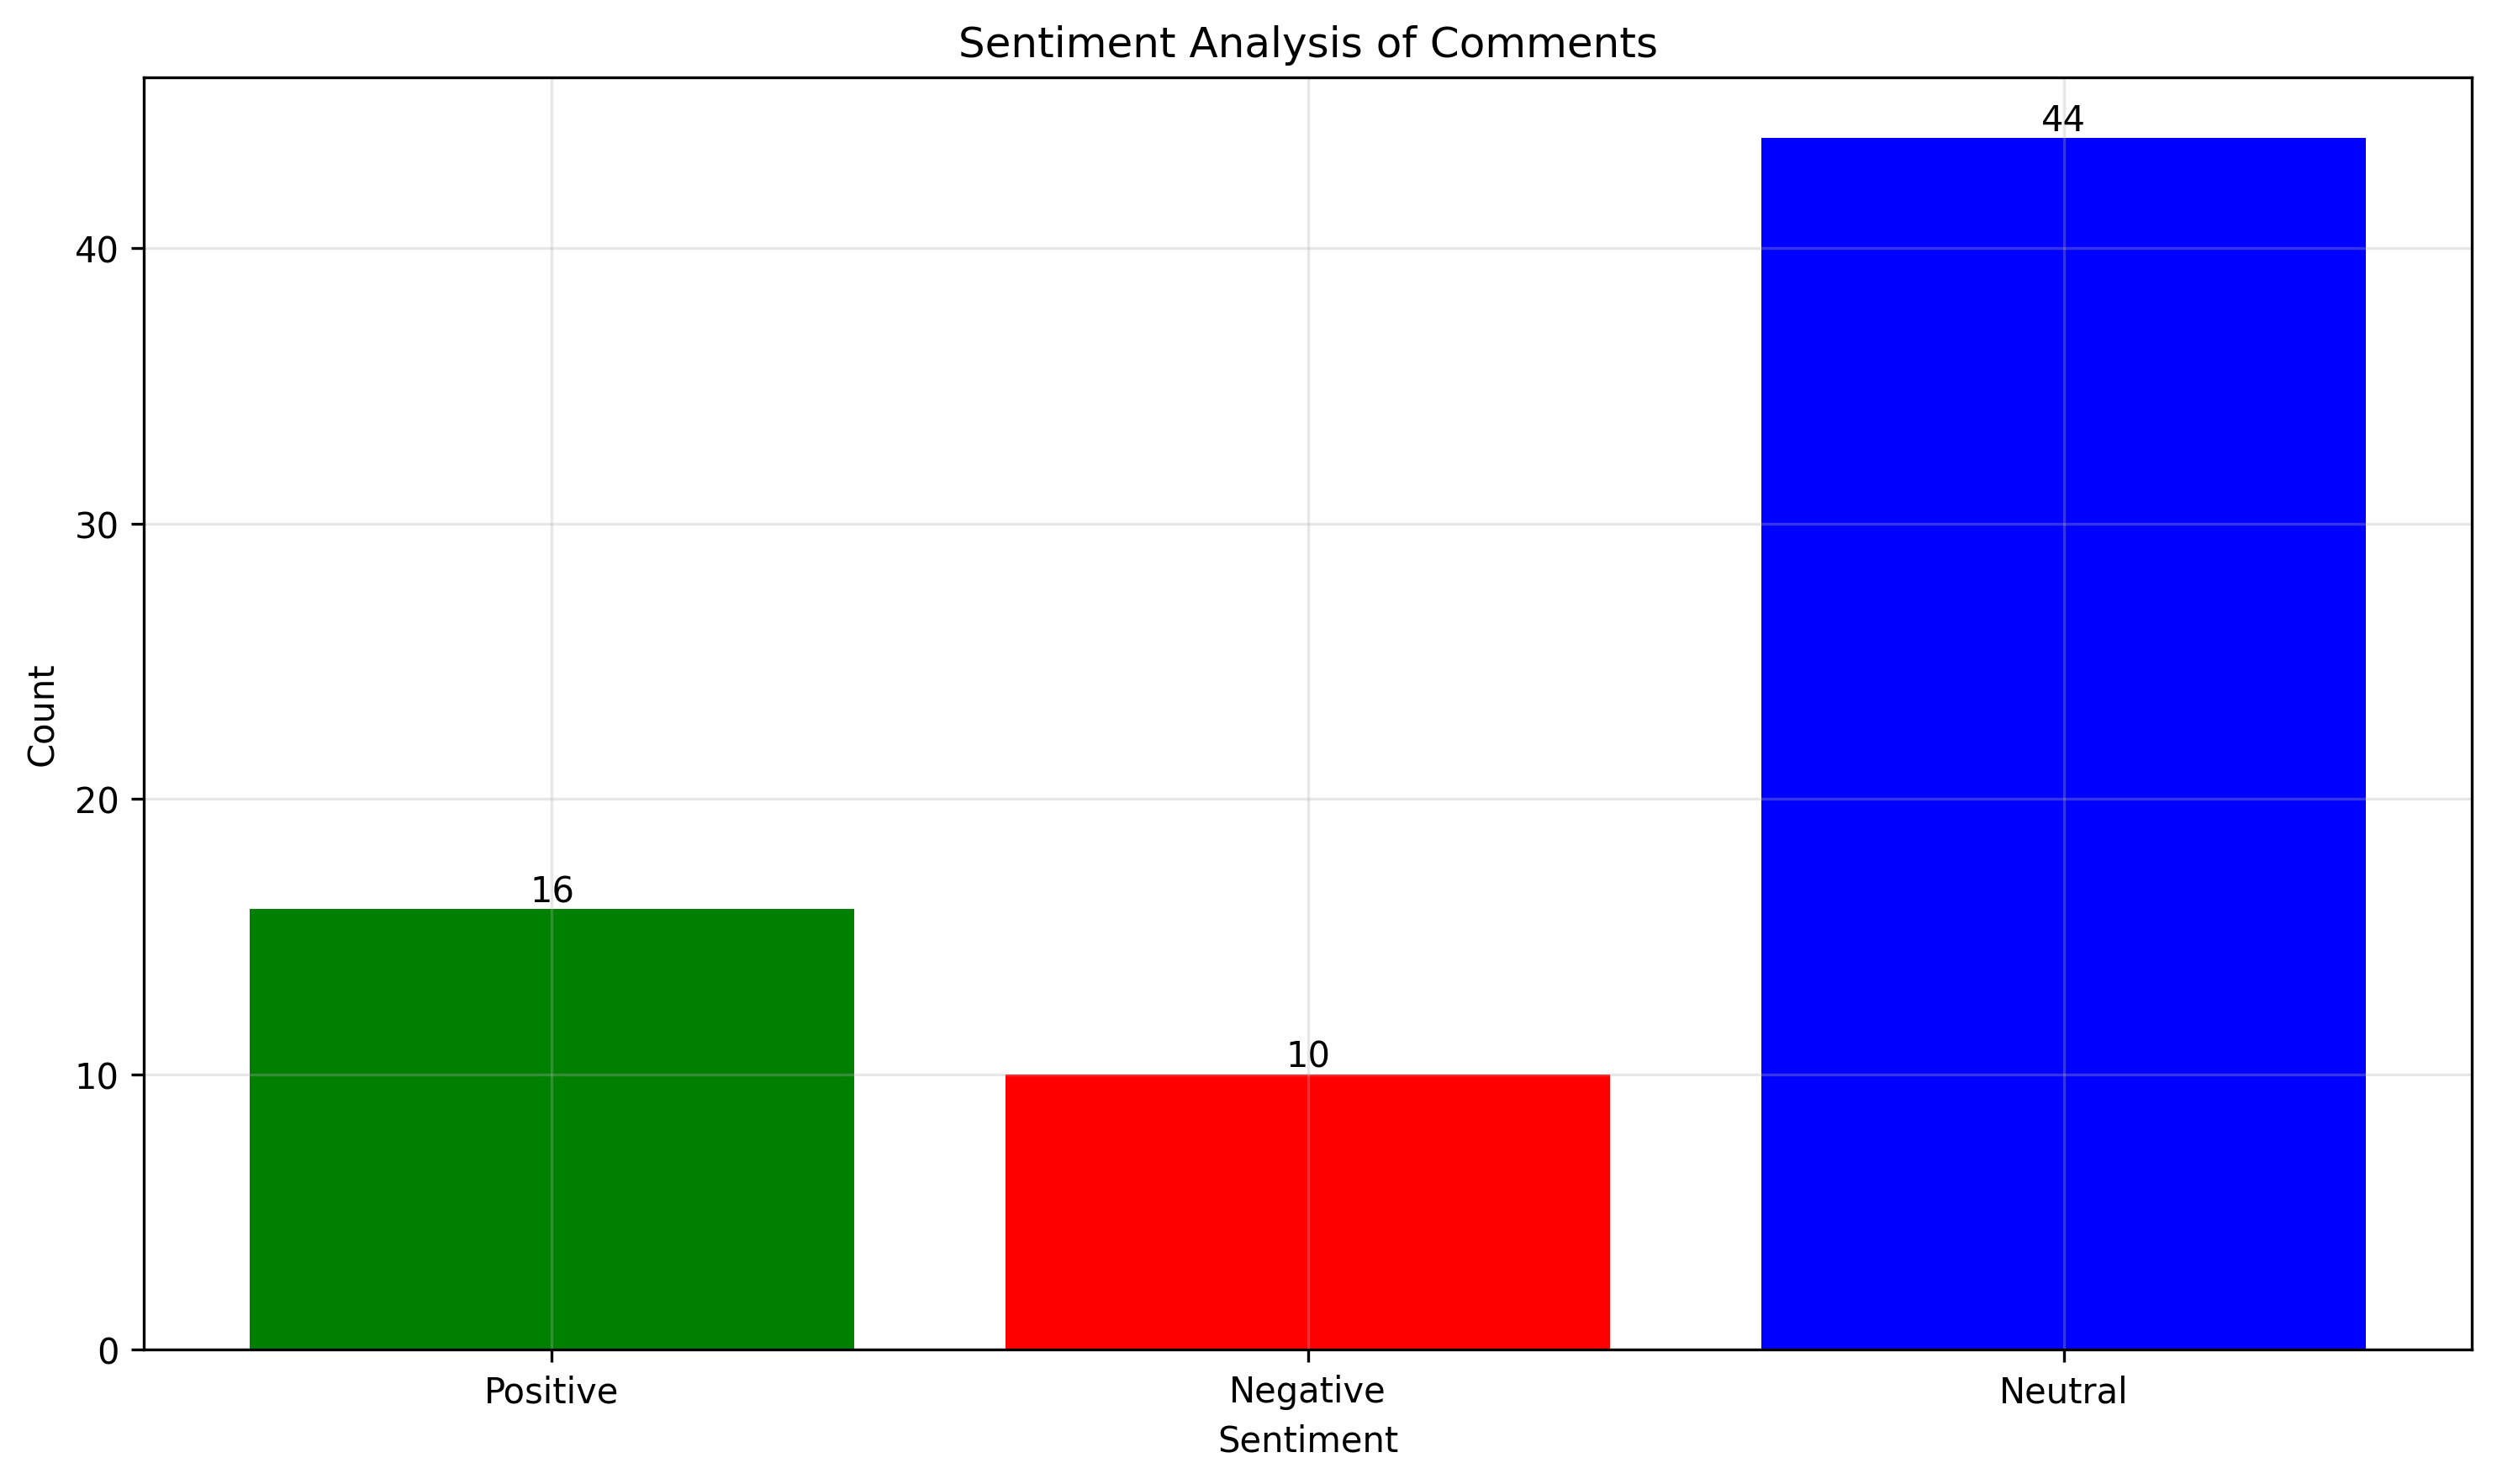 Sentiment Analysis of Comments
44
40
30
Count
20
16
10
10
0
Positive
Negative
Neutral
Sentiment